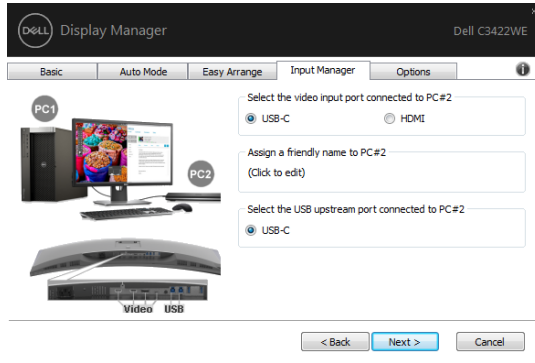 DELL Display Manager
Dell C3422WE
Basic
Auto Mode
Easy Arrange
Input Manager
Options
PC1
PC2
Video USB
Select the video input port connected to PC#2
USB-C
HDMI
Assign a friendly name to PC#2
(Click to edit)
Select the USB upstream port connected to PC#2
USB-C
< Back
Next >
Cancel